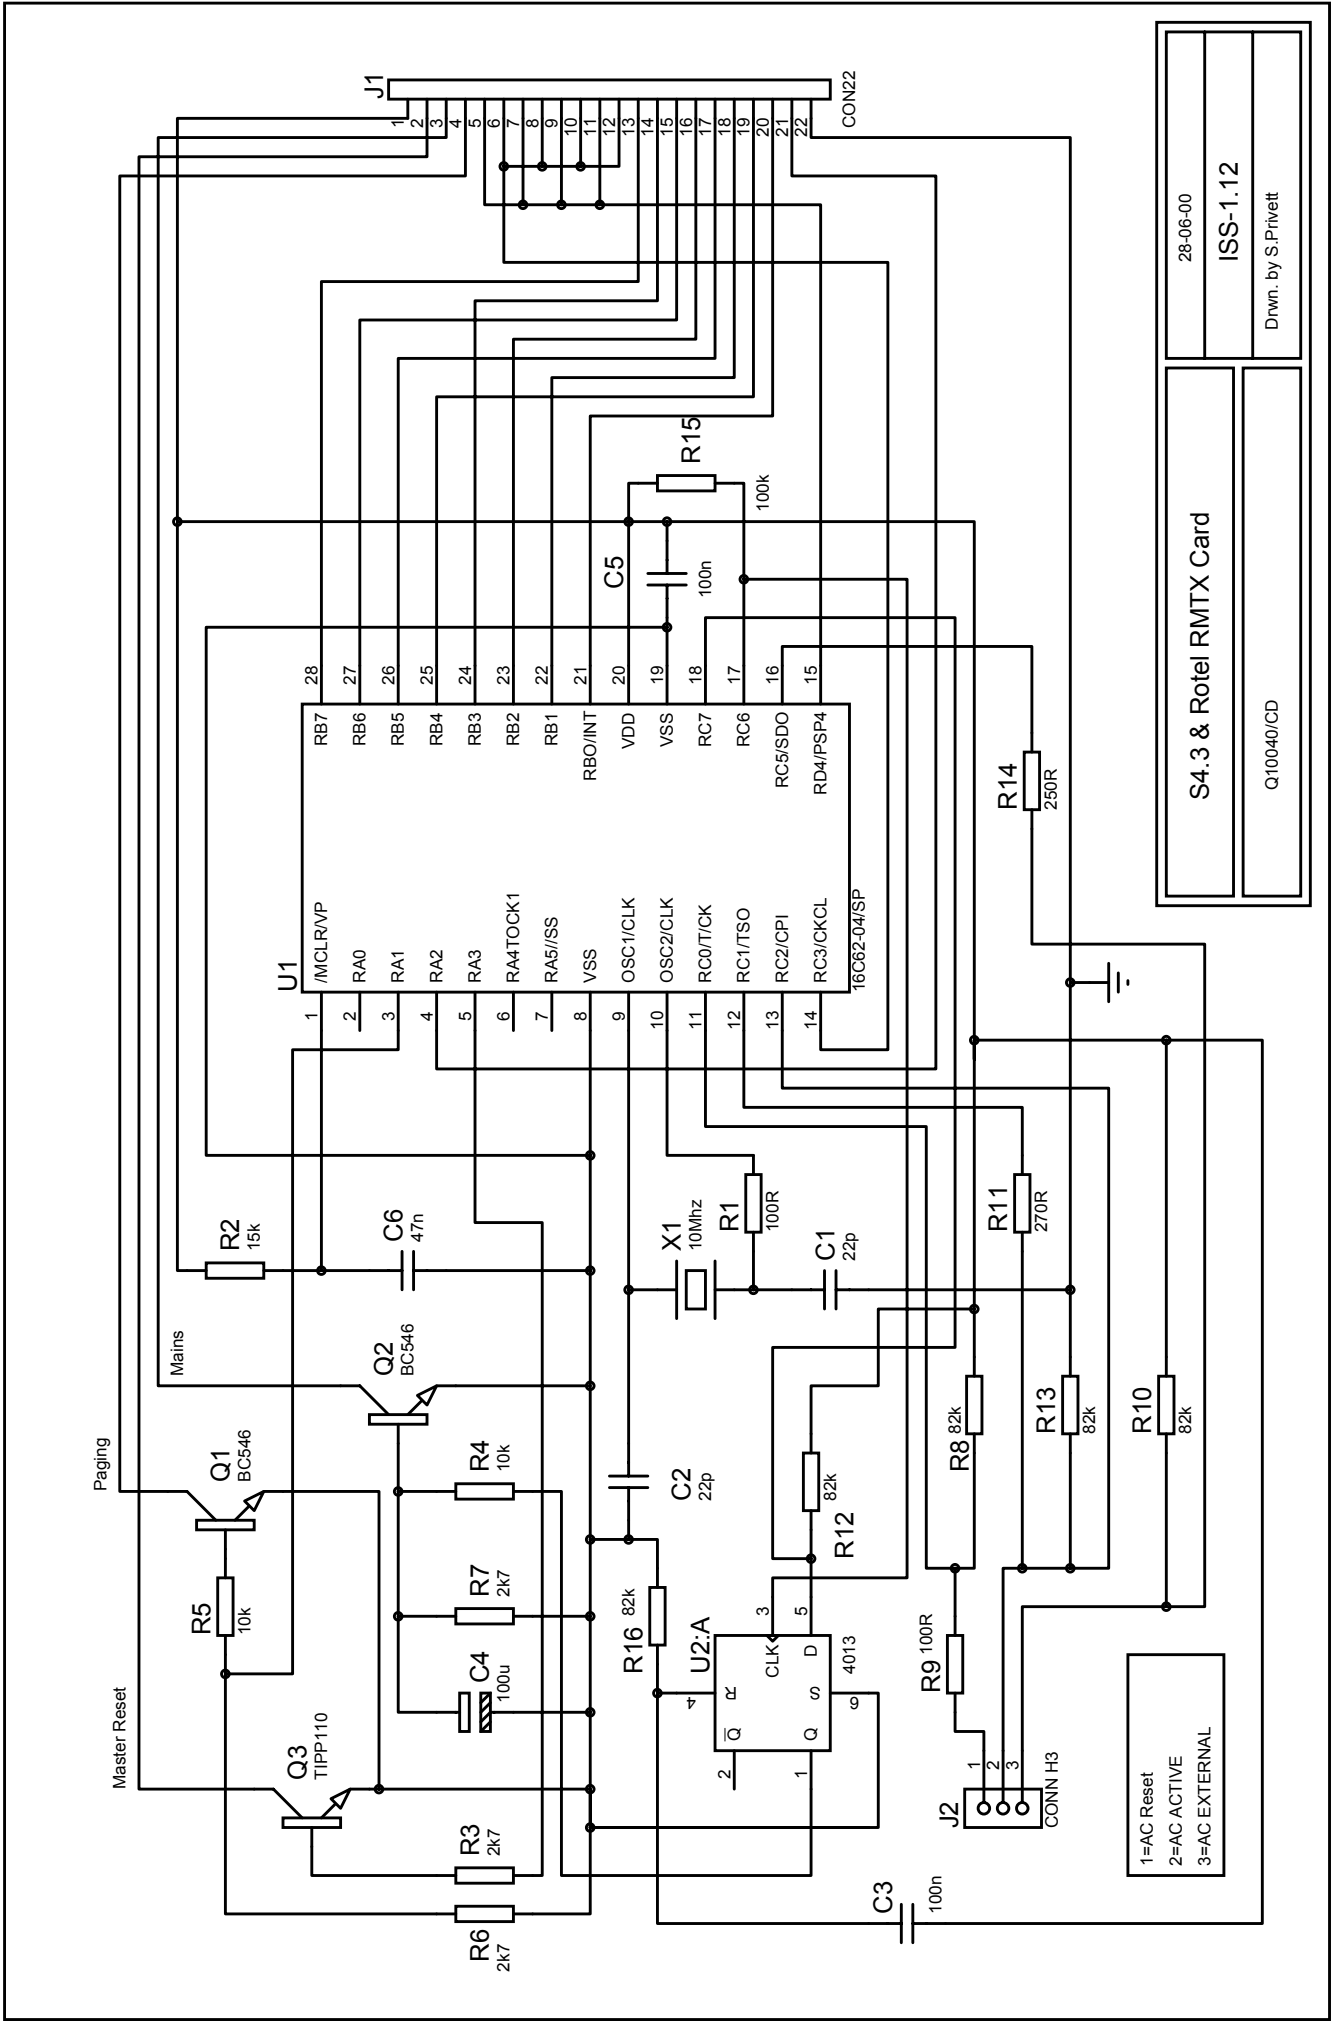 Master Reset
Paging
Mains
J1
CON22
1
2
3
4
5
6
7
8
9
10
11
12
13
14
15
16
17
18
19
20
21
22
Q3
TIPP110
Q1
BC546
Q2
BC546
R5
10k
R6
2k7
R3
2k7
C4
100u
R7
2k7
R4
10k
R2
15k
C6
47n
U1
16C62-04/SP
1 /MCLR/VP
2 RA0
3 RA1
4 RA2
5 RA3
6 RA4TOCK1
7 RA5//SS
8 VSS
9 OSC1/CLK
10 OSC2/CLK
11 RC0/T/CK
12 RC1/TSO
13 RC2/CPI
14 RC3/CKCL
RB7 28
RB6 27
RB5 26
RB4 25
RB3 24
RB2 23
RB1 22
RBO/INT 21
VDD 20
VSS 19
RC7 18
RC6 17
RC5/SDO 16
RD4/PSP4 15
C5
100n
R15
100k
R14
250R
C2
22p
X1
10Mhz
R1
100R
C1
22p
R16
82k
U2:A
4013
CLK 3
D 5
R 4
S 6
Q 2
Q 1
R12
82k
R8
82k
R11
270R
R13
82k
R10
82k
R9 100R
J2
1
2
3
CONN H3
C3
100n
1=AC Reset
2=AC ACTIVE
3=AC EXTERNAL
S4.3 & Rotel RMTX Card
Q10040/CD
28-06-00
ISS-1.12
Drwn. by S.Privett